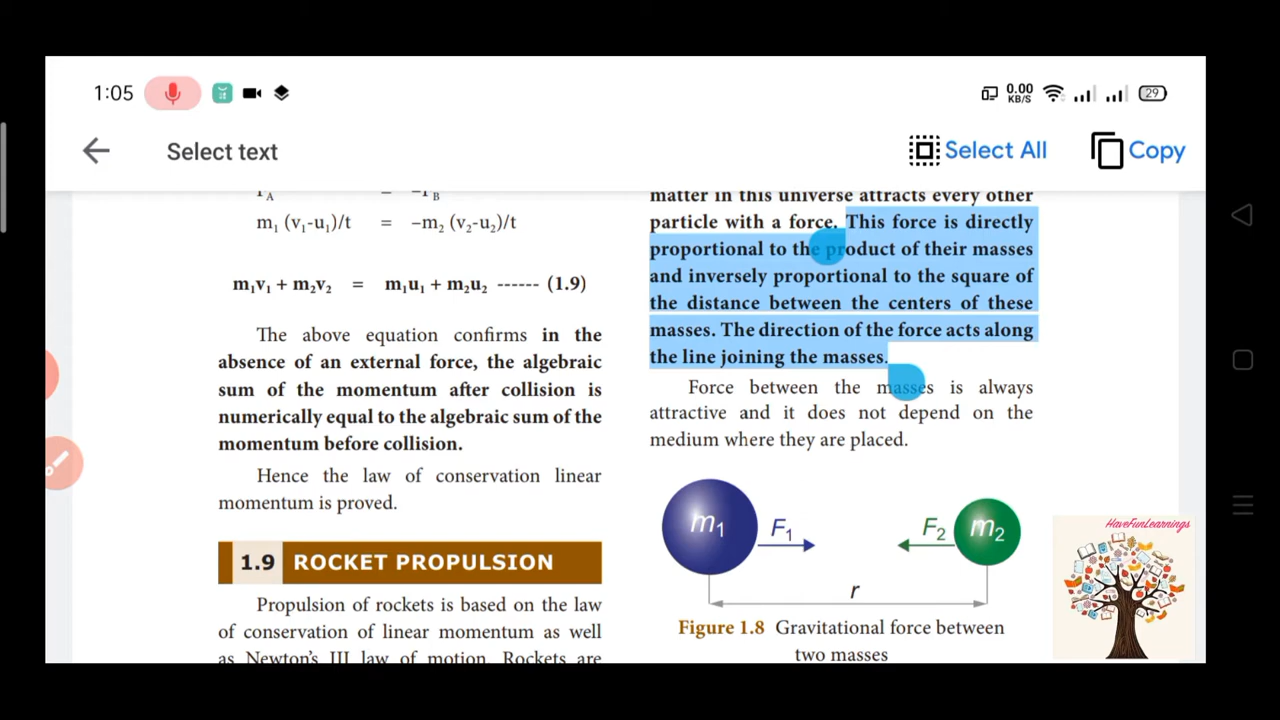 1:05
0.00
KB/S
29
Select text
Select All
Copy
m₁ (v₁-u₁)/t = −m₂ (v₂-u₂)/t
m₁v₁ + m₂v₂ = m₁u₁ + m₂u₂ ------ (1.9)
The above equation confirms in the
absence of an external force, the algebraic
sum of the momentum after collision is
numerically equal to the algebraic sum of the
momentum before collision.
Hence the law of conservation linear
momentum is proved.
1.9 ROCKET PROPULSION
Propulsion of rockets is based on the law
of conservation of linear momentum as well
as Newton's III law of motion. Rockets are
matter in this universe attracts every other
particle with a force. This force is directly
proportional to the product of their masses
and inversely proportional to the square of
the distance between the centers of these
masses. The direction of the force acts along
the line joining the masses.
Force between the masses is always
attractive and it does not depend on the
medium where they are placed.
m₁ F₁ F₂ m₂
r
Figure 1.8 Gravitational force between
two masses
HaveFunLearnings